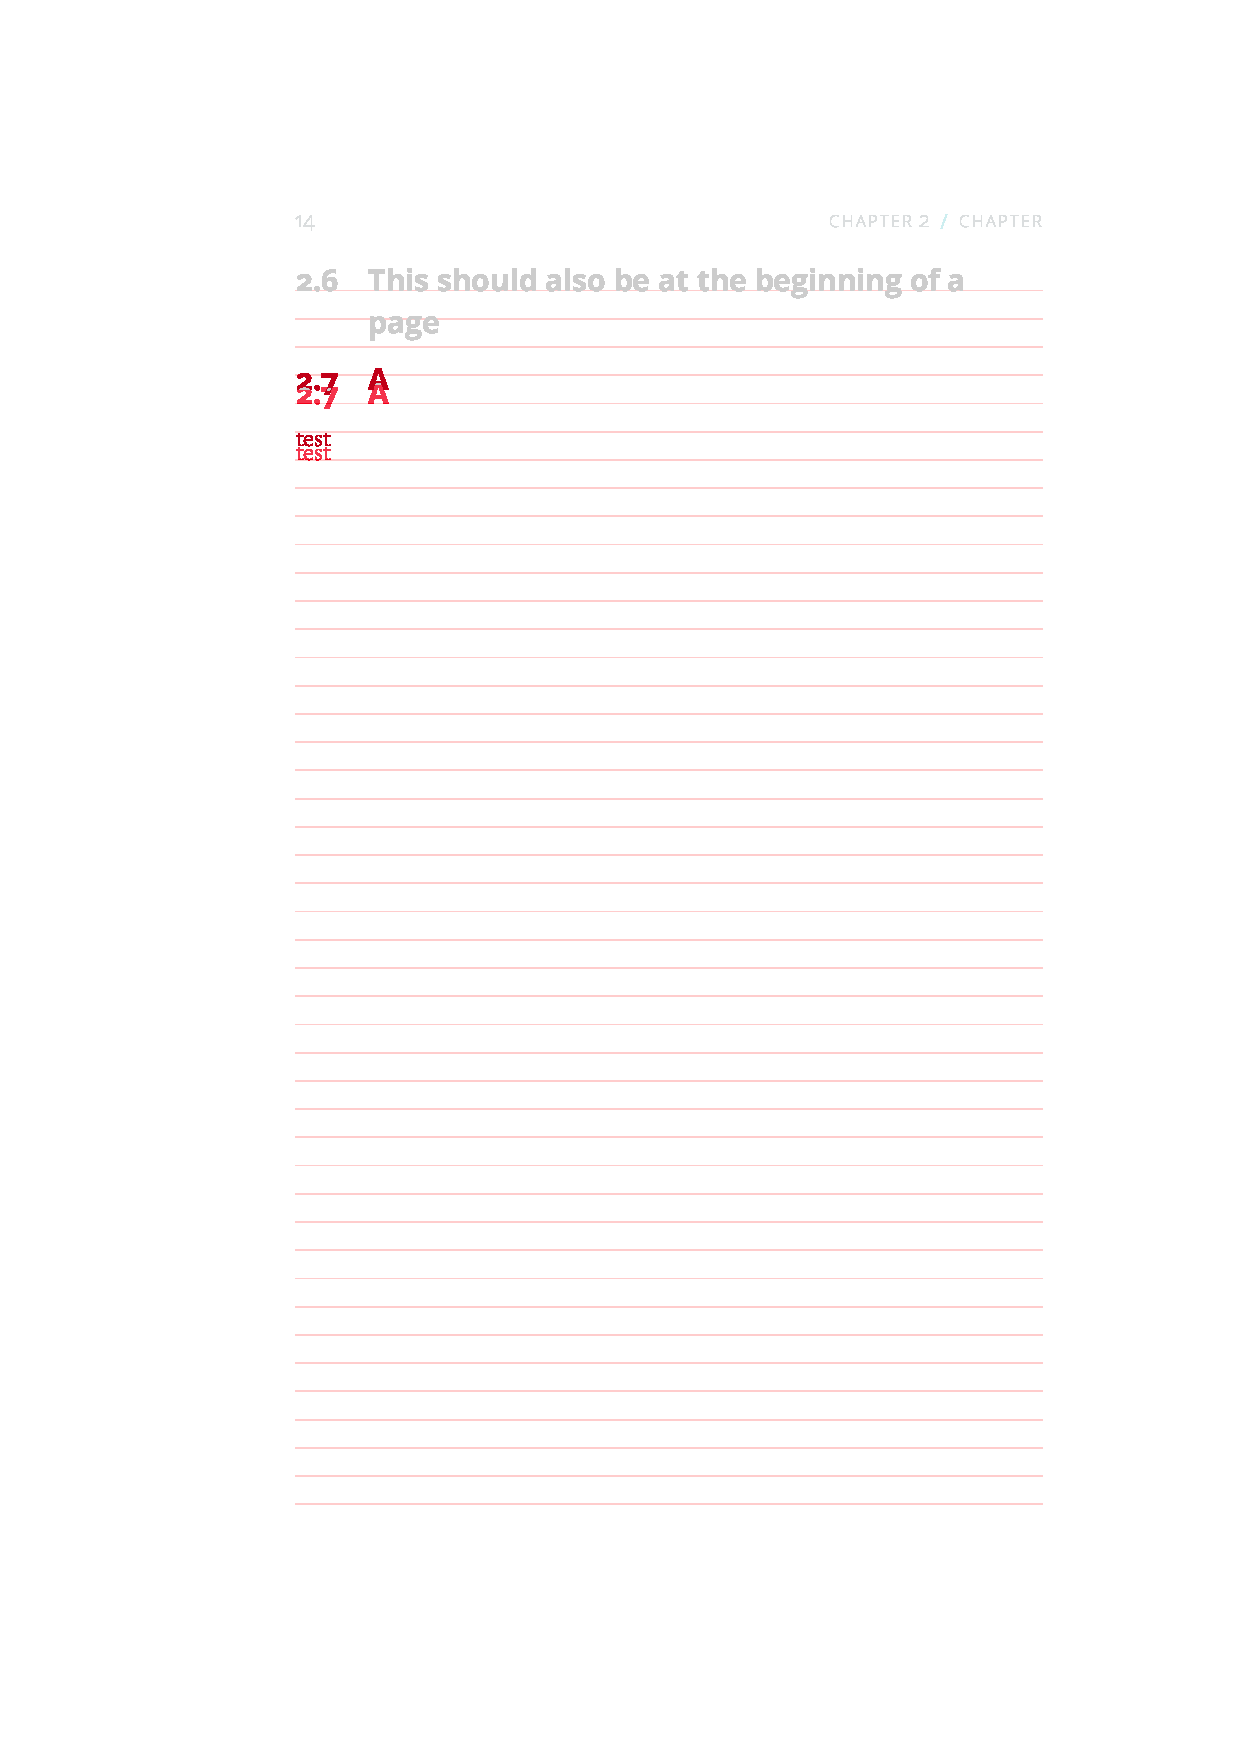 14 CHAPTER 2 / CHAPTER
2.6 This should also be at the beginning of a
page
2.7 A
2.7 A
test
test